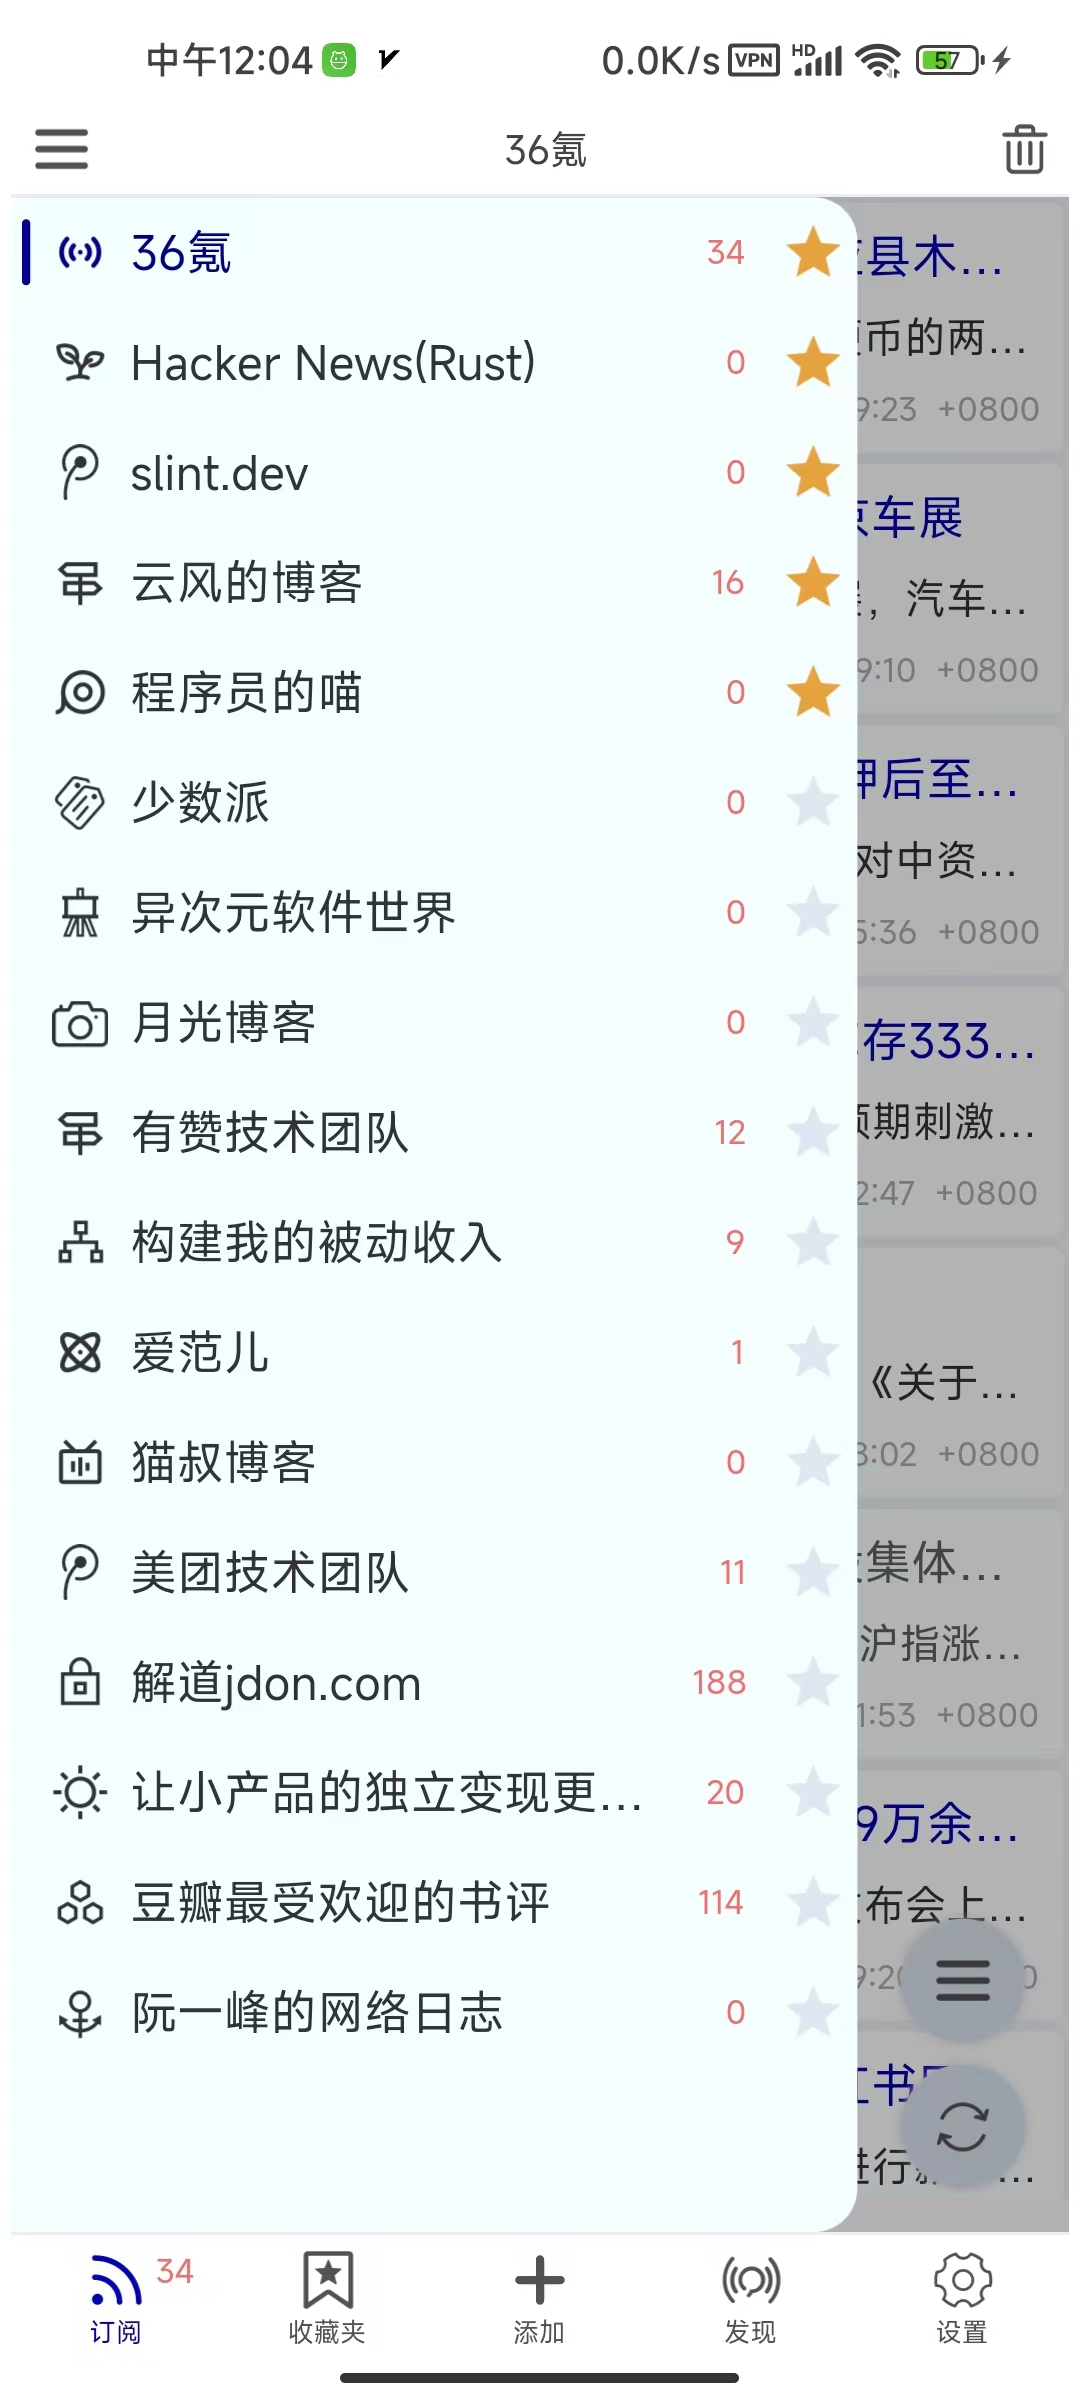 中午12:04
0.0K/s VPN HD 57
36氪
36氪 34
Hacker News(Rust) 0
slint.dev 0
云风的博客 16
程序员的喵 0
少数派 0
异次元软件世界 0
月光博客 0
有赞技术团队 12
构建我的被动收入 9
爱范儿 1
猫叔博客 0
美团技术团队 11
解道jdon.com 188
让小产品的独立变现更... 20
豆瓣最受欢迎的书评 114
阮一峰的网络日志 0
县木...
币的两...
9:23 +0800
车展
，汽车...
9:10 +0800
押后至...
对中资...
5:36 +0800
存333...
期刺激...
2:47 +0800
《关于...
3:02 +0800
集体...
沪指涨...
1:53 +0800
9万余...
布会上...
9:20
书
进行
订阅 34
收藏夹
添加
发现
设置